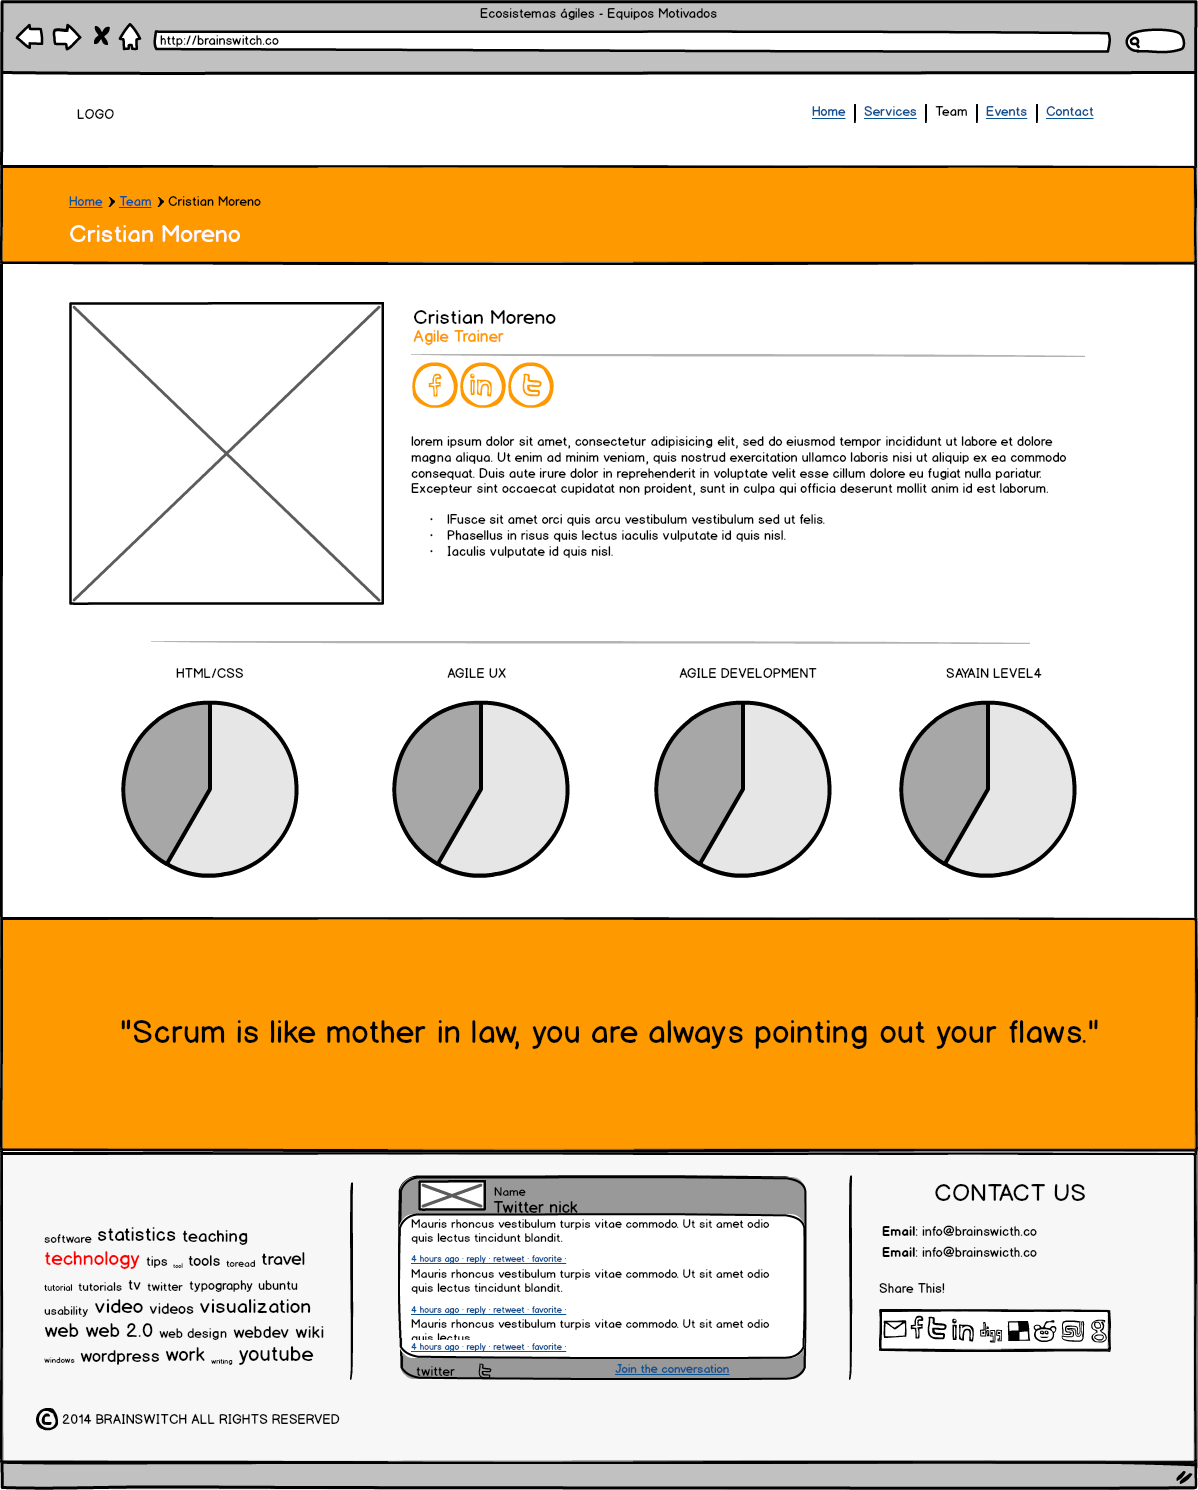 Ecosistemas ágiles - Equipos Motivados
http://brainswitch.co
LOGO
Home Services Team Events Contact
Home Team Cristian Moreno
Cristian Moreno
Cristian Moreno
Agile Trainer
lorem ipsum dolor sit amet, consectetur adipisicing elit, sed do eiusmod tempor incididunt ut labore et dolore
magna aliqua. Ut enim ad minim veniam, quis nostrud exercitation ullamco laboris nisi ut aliquip ex ea commodo
consequat. Duis aute irure dolor in reprehenderit in voluptate velit esse cillum dolore eu fugiat nulla pariatur.
Excepteur sint occaecat cupidatat non proident, sunt in culpa qui officia deserunt mollit anim id est laborum.
· lFusce sit amet orci quis arcu vestibulum vestibulum sed ut felis.
· Phasellus in risus quis lectus iaculis vulputate id quis nisl.
· Iaculis vulputate id quis nisl.
HTML/CSS
AGILE UX
AGILE DEVELOPMENT
SAYAIN LEVEL4
"Scrum is like mother in law, you are always pointing out your flaws."
software statistics teaching
technology tips tool tools toread travel
tutorial tutorials tv twitter typography ubuntu
usability video videos visualization
web web 2.0 web design webdev wiki
windows wordpress work writing youtube
Name
Twitter nick
Mauris rhoncus vestibulum turpis vitae commodo. Ut sit amet odio
quis lectus tincidunt blandit.
4 hours ago · reply · retweet · favorite ·
Mauris rhoncus vestibulum turpis vitae commodo. Ut sit amet odio
quis lectus tincidunt blandit.
4 hours ago · reply · retweet · favorite ·
Mauris rhoncus vestibulum turpis vitae commodo. Ut sit amet odio
quis lectus
4 hours ago · reply · retweet · favorite ·
twitter Join the conversation
CONTACT US
Email: info@brainswicth.co
Email: info@brainswicth.co
Share This!
digg
© 2014 BRAINSWITCH ALL RIGHTS RESERVED